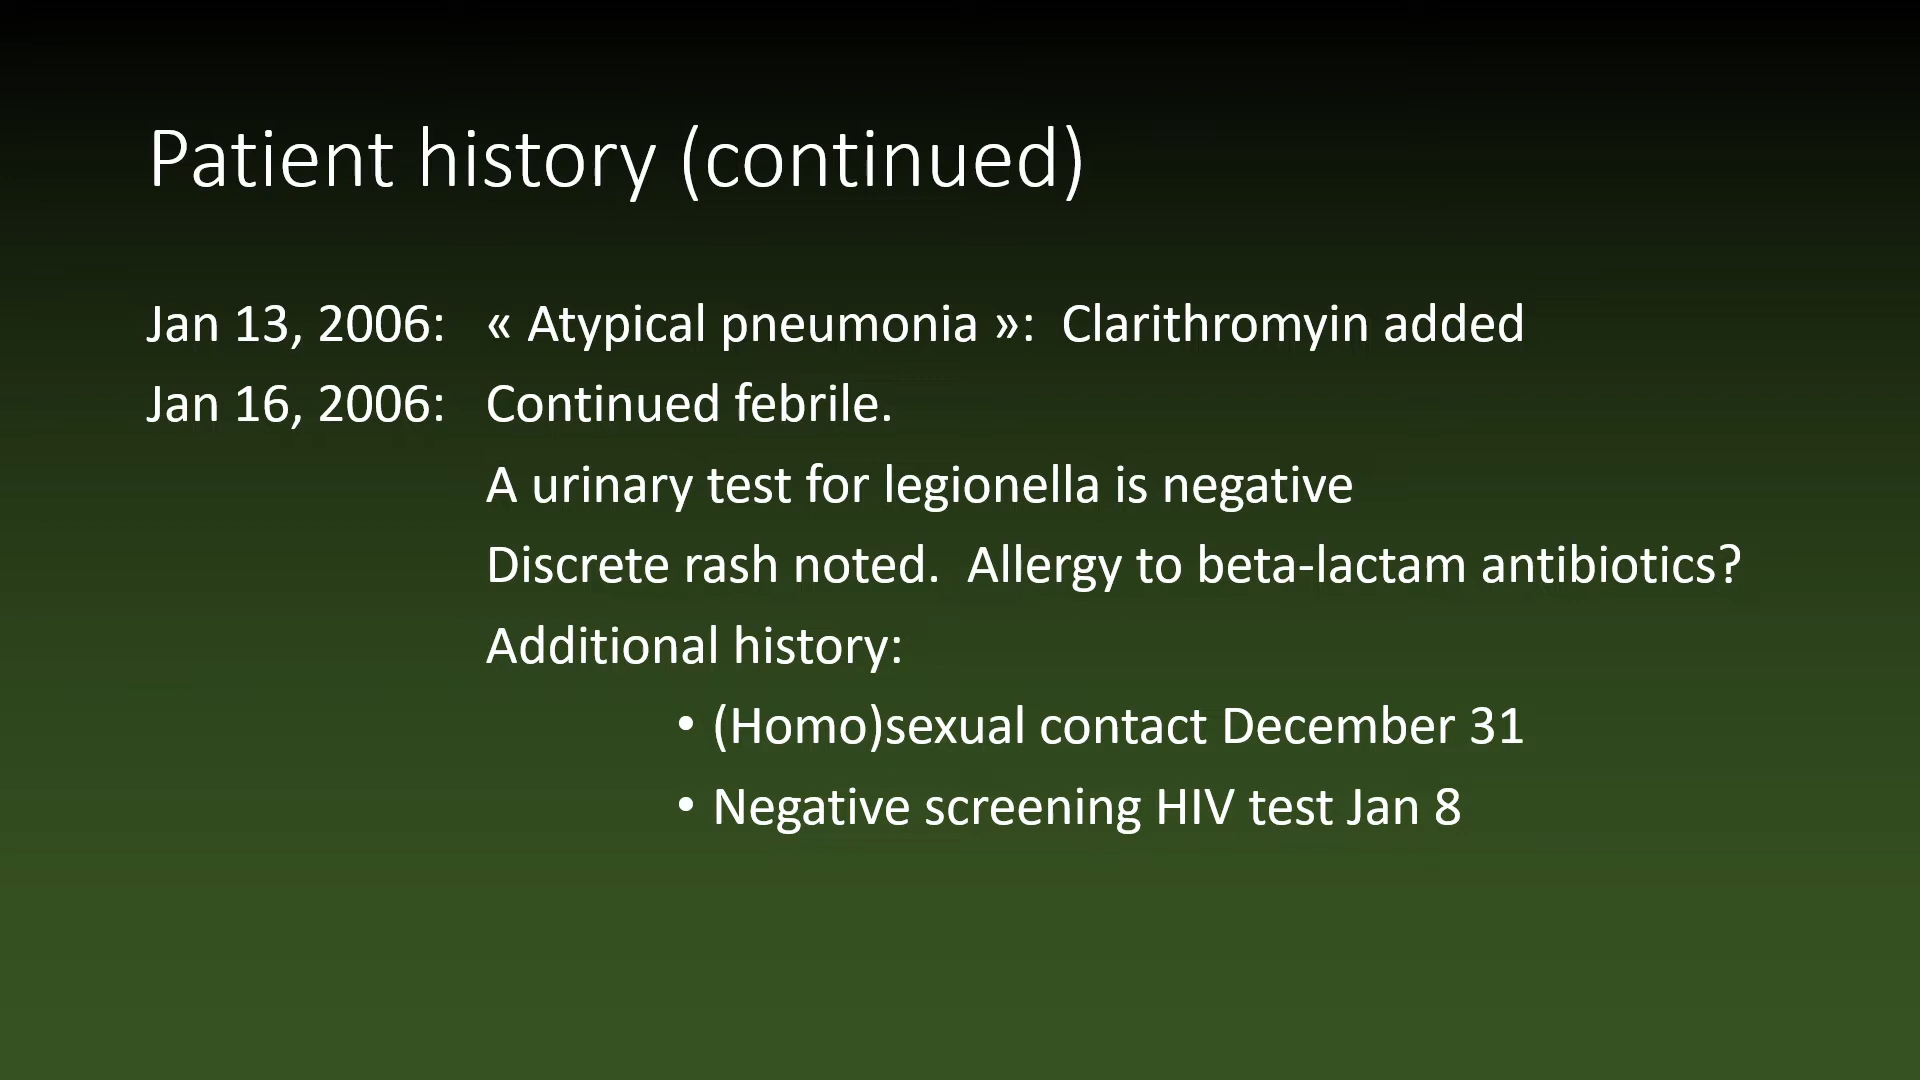 Patient history (continued)
Jan 13, 2006: « Atypical pneumonia »: Clarithromyin added
Jan 16, 2006: Continued febrile.
A urinary test for legionella is negative
Discrete rash noted. Allergy to beta-lactam antibiotics?
Additional history:
• (Homo)sexual contact December 31
• Negative screening HIV test Jan 8